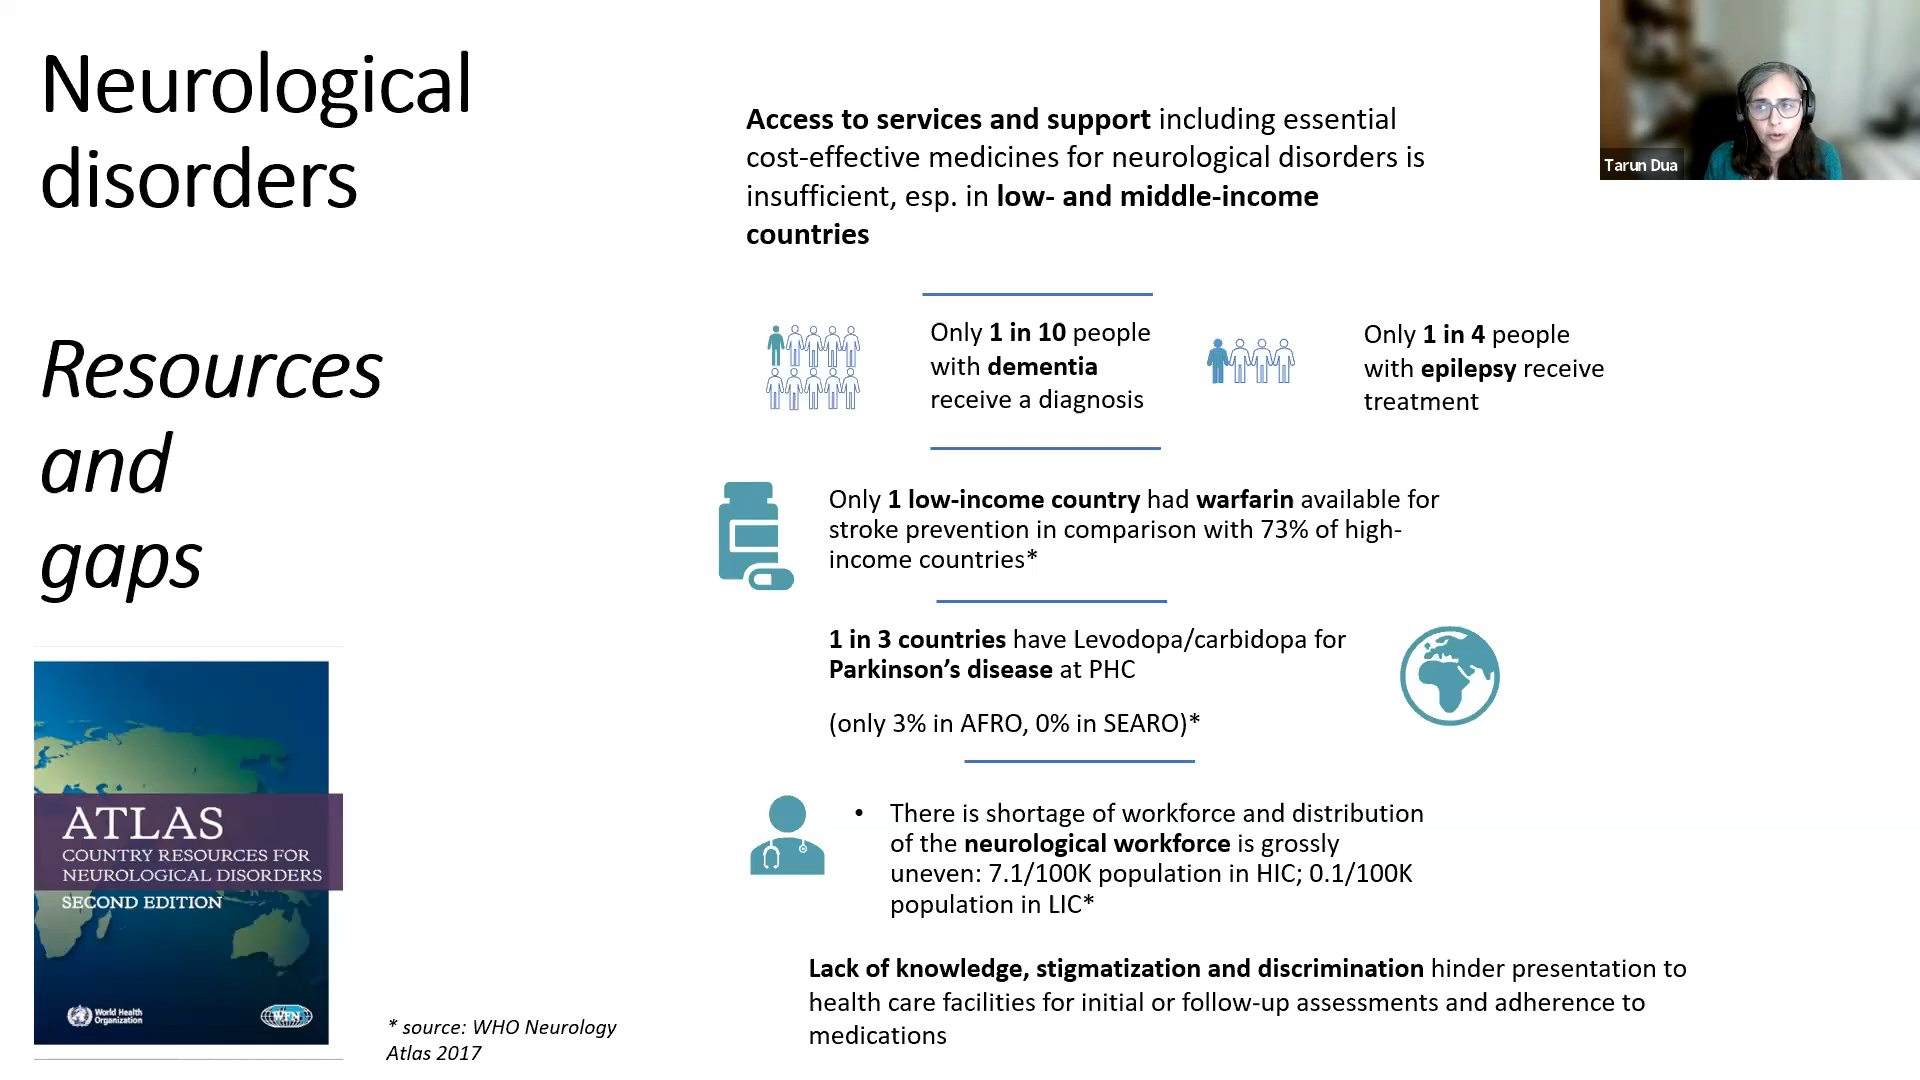 Neurological
disorders
Resources
and
gaps
ATLAS
COUNTRY RESOURCES FOR
NEUROLOGICAL DISORDERS
SECOND EDITION
World Health
Organization
WFN
* source: WHO Neurology
Atlas 2017
Access to services and support including essential
cost-effective medicines for neurological disorders is
insufficient, esp. in low- and middle-income
countries
Only 1 in 10 people
with dementia
receive a diagnosis
Only 1 in 4 people
with epilepsy receive
treatment
Only 1 low-income country had warfarin available for
stroke prevention in comparison with 73% of high-
income countries*
1 in 3 countries have Levodopa/carbidopa for
Parkinson’s disease at PHC
(only 3% in AFRO, 0% in SEARO)*
• There is shortage of workforce and distribution
of the neurological workforce is grossly
uneven: 7.1/100K population in HIC; 0.1/100K
population in LIC*
Lack of knowledge, stigmatization and discrimination hinder presentation to
health care facilities for initial or follow-up assessments and adherence to
medications
Tarun Dua